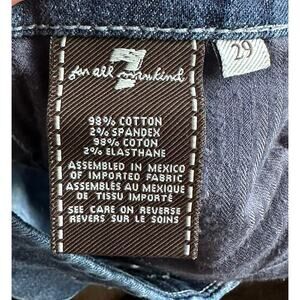 7
for all mankind
29
98% COTTON
2% SPANDEX
98% COTON
2% ELASTHANE
ASSEMBLED IN MEXICO
OF IMPORTED FABRIC
ASSEMBLÉS AU MEXIQUE
DE TISSU IMPORTÉ
SEE CARE ON REVERSE
REVERS SUR LE SOINS